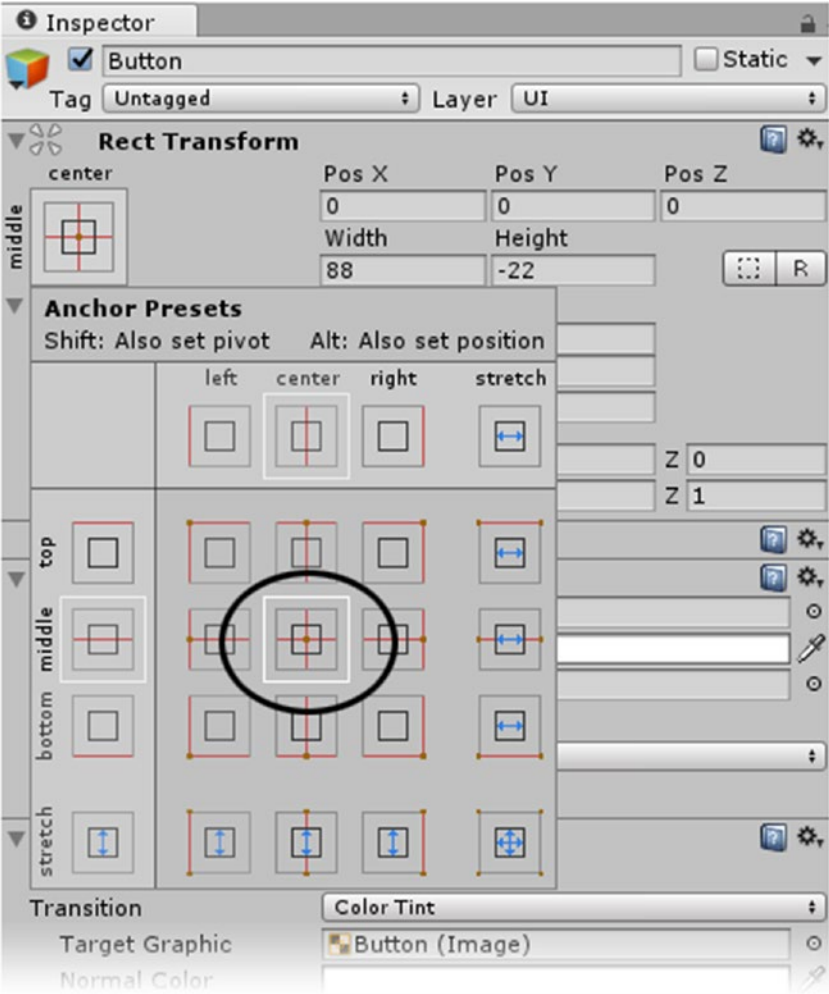 Inspector
Button Static
Tag Untagged Layer UI
Rect Transform
center Pos X Pos Y Pos Z
middle 0 0 0
Width Height
88 -22 R
Anchor Presets
Shift: Also set pivot Alt: Also set position
left center right stretch
Z 0
Z 1
top
middle
bottom
stretch
Transition Color Tint
Target Graphic Button (Image)
Normal Color